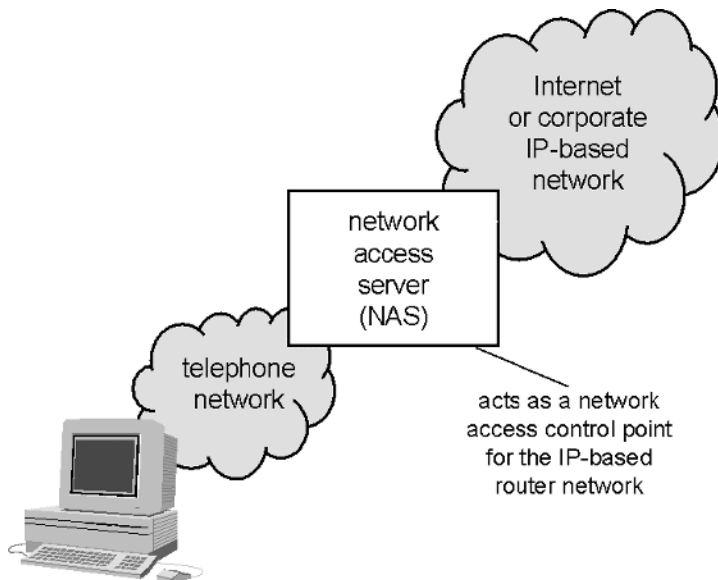 Internet
or corporate
IP-based
network
network
access
server
(NAS)
telephone
network
acts as a network
access control point
for the IP-based
router network